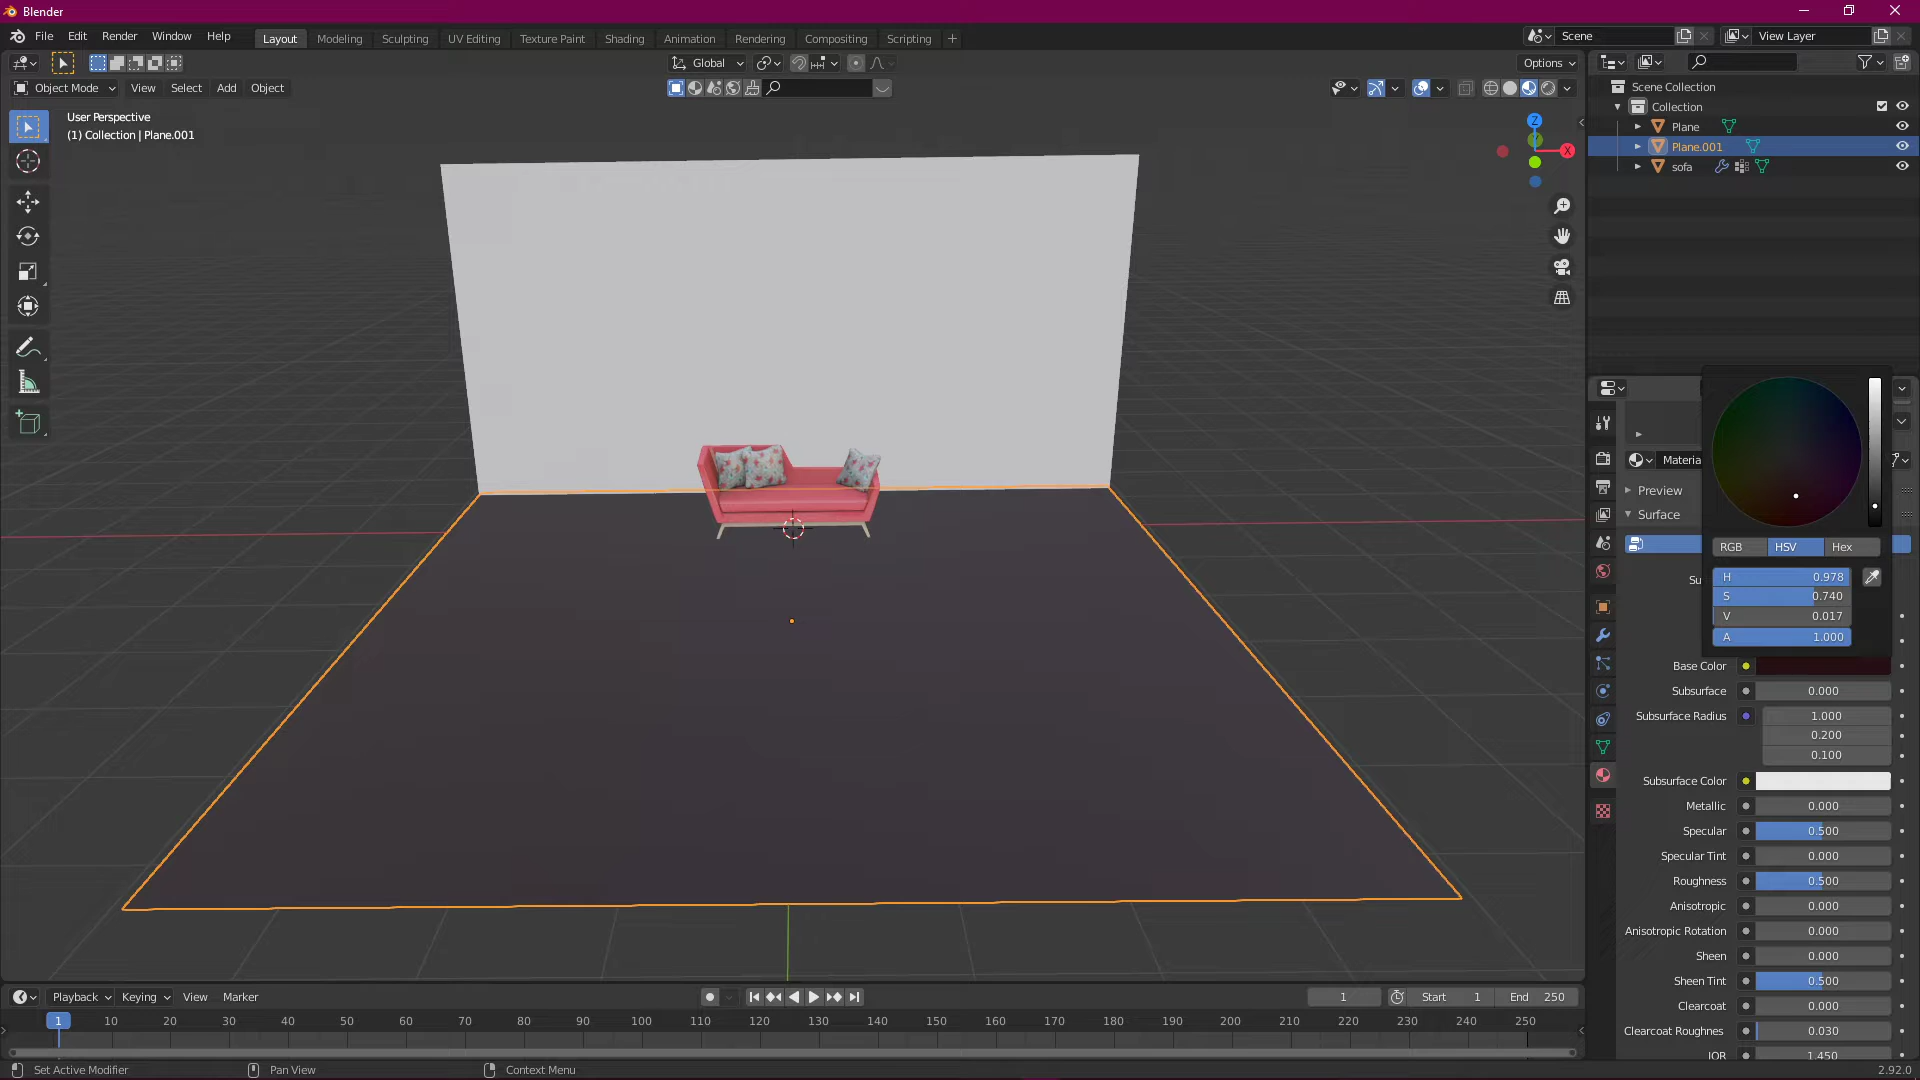 Blender
File Edit Render Window Help
Layout Modeling Sculpting UV Editing Texture Paint Shading Animation Rendering Compositing Scripting
Scene
View Layer
Global
Options
Object Mode View Select Add Object
User Perspective
(1) Collection | Plane.001
Z
X
Scene Collection
Collection
Plane
Plane.001
sofa
Materia
Preview
Surface
RGB HSV Hex
H 0.978
Su
S 0.740
V 0.017
A 1.000
Base Color
Subsurface 0.000
Subsurface Radius 1.000
0.200
0.100
Subsurface Color
Metallic 0.000
Specular 0.500
Specular Tint 0.000
Roughness 0.500
Anisotropic 0.000
Anisotropic Rotation 0.000
Sheen 0.000
Sheen Tint 0.500
Clearcoat 0.000
Clearcoat Roughnes 0.030
IOR 1.450
Playback Keying View Marker
1 Start 1 End 250
1 10 20 30 40 50 60 70 80 90 100 110 120 130 140 150 160 170 180 190 200 210 220 230 240 250
Set Active Modifier Pan View Context Menu 2.92.0